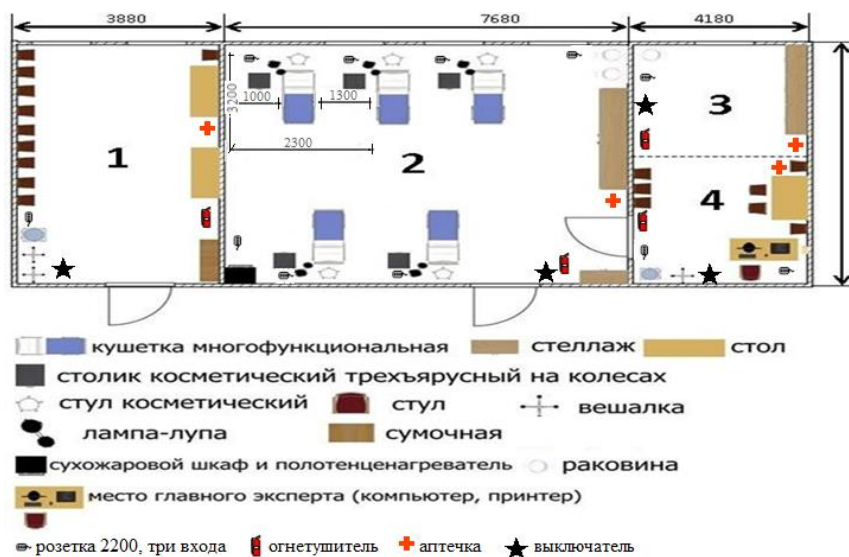 3880 7680 4180
3200
1000 1300
2300
1 2 3
4
кушетка многофункциональная стеллаж стол
столик косметический трехъярусный на колесах
стул косметический стул вешалка
лампа-лупа сумочная
сухожаровой шкаф и полотенценагреватель раковина
место главного эксперта (компьютер, принтер)
розетка 2200, три входа огнетушитель аптечка выключатель